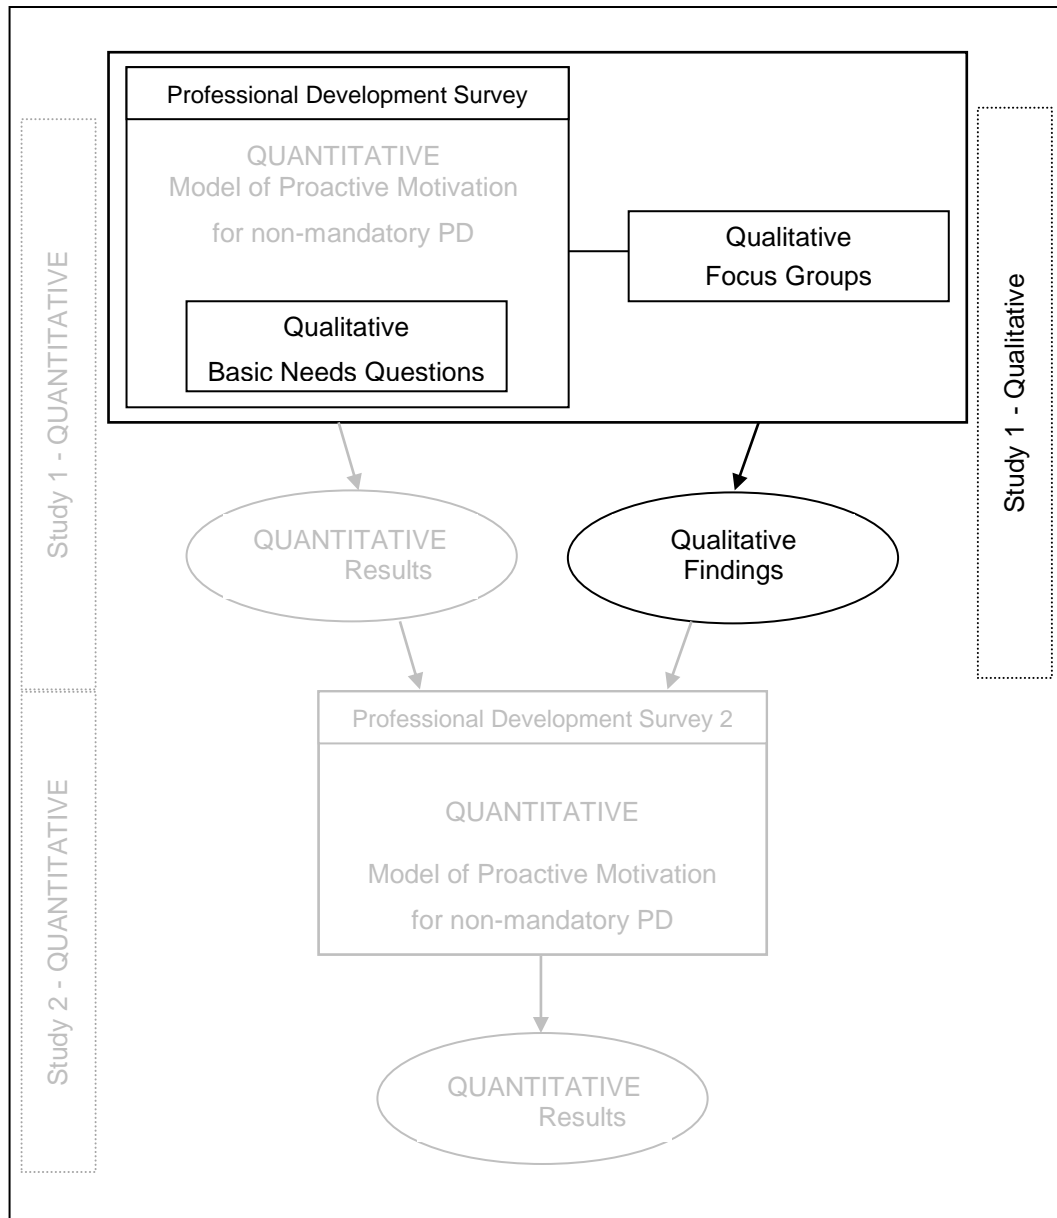 Professional Development Survey
QUANTITATIVE
Model of Proactive Motivation
for non-mandatory PD
Qualitative
Basic Needs Questions
Qualitative
Focus Groups
Study 1 - QUANTITATIVE
Study 1 - Qualitative
QUANTITATIVE
Results
Qualitative
Findings
Professional Development Survey 2
QUANTITATIVE
Model of Proactive Motivation
for non-mandatory PD
Study 2 - QUANTITATIVE
QUANTITATIVE
Results